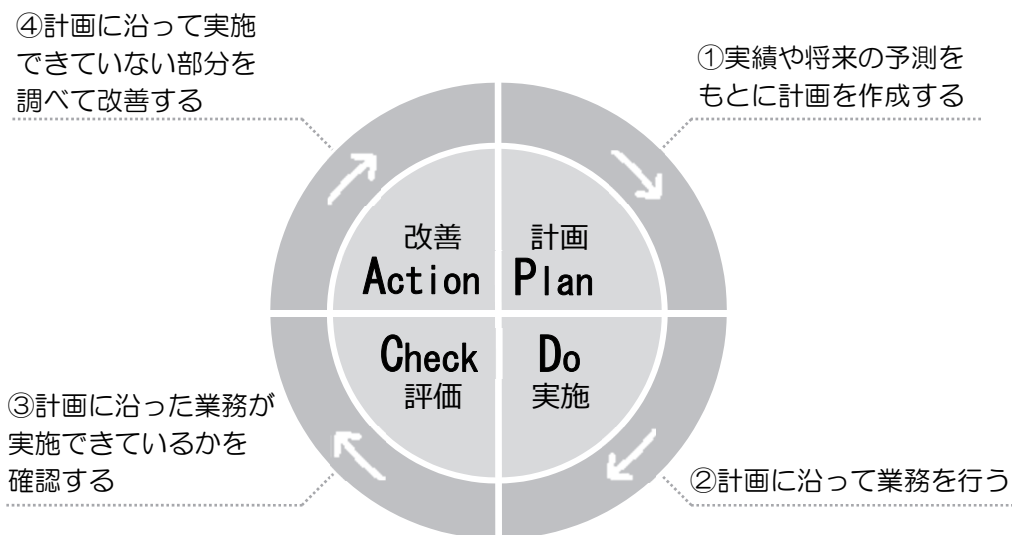 ④計画に沿って実施
できていない部分を
調べて改善する
①実績や将来の予測を
もとに計画を作成する
改善
Action
計画
Plan
Check
評価
Do
実施
③計画に沿った業務が
実施できているかを
確認する
②計画に沿って業務を行う